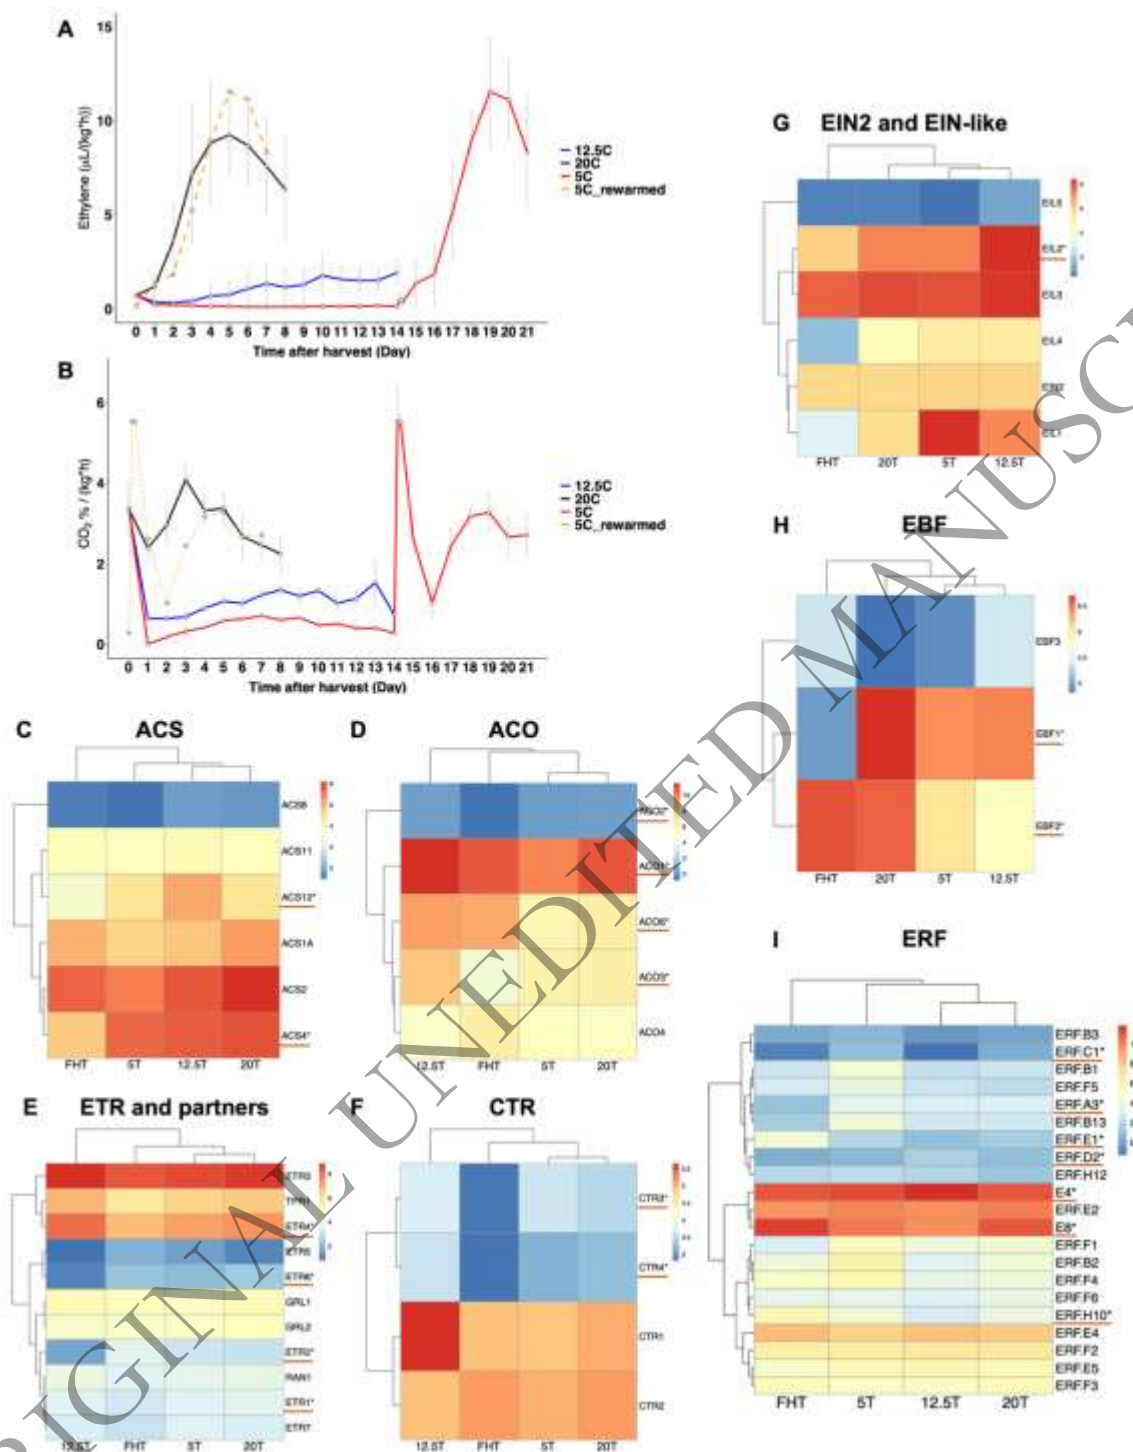 A
15
10
5
0
Ethylene (µL/(kg*h))
0 1 2 3 4 5 6 7 8 9 10 11 12 13 14 15 16 17 18 19 20 21
Time after harvest (Day)
12.5C
20C
5C
5C_rewarmed
B
6
4
2
0
CO₂ % / (kg*h)
0 1 2 3 4 5 6 7 8 9 10 11 12 13 14 15 16 17 18 19 20 21
Time after harvest (Day)
12.5C
20C
5C
5C_rewarmed
C ACS
ACS8
ACS11
ACS12*
ACS1A
ACS2
ACS4*
FHT 5T 12.5T 20T
D ACO
ACO1*
ACO6*
ACO5*
ACO4
12.5T FHT 5T 20T
E ETR and partners
ETR3
TPR1
ETR4*
ETR5
ETR6*
GRL1
GRL2
ETR2*
RAN1
ETR1*
ETR7
12.5T FHT 5T 20T
F CTR
CTR3*
CTR4*
CTR1
CTR2
12.5T FHT 5T 20T
G EIN2 and EIN-like
EIL2*
EIL3
EIL4
EIN2
EIL1
FHT 20T 5T 12.5T
H EBF
EBF3
EBF1*
EBF2*
FHT 20T 5T 12.5T
I ERF
ERF.B3
ERF.C1*
ERF.B1
ERF.F5
ERF.A3*
ERF.B13
ERF.E1*
ERF.D2*
ERF.H12
E4*
ERF.E2
E8*
ERF.F1
ERF.B2
ERF.F4
ERF.F6
ERF.H10*
ERF.E4
ERF.F2
ERF.E5
ERF.F3
FHT 5T 12.5T 20T
RIGINAL UNEDITED MANUSC